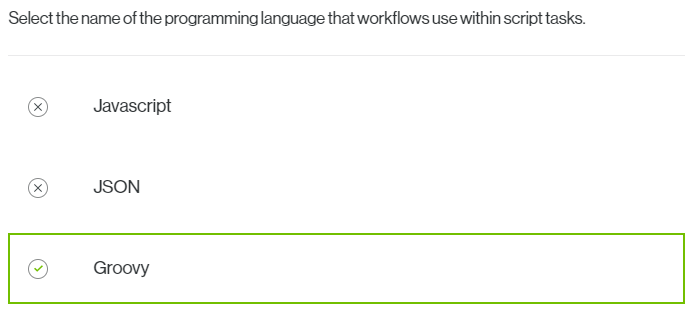 Select the name of the programming language that workflows use within script tasks.
Javascript
JSON
Groovy